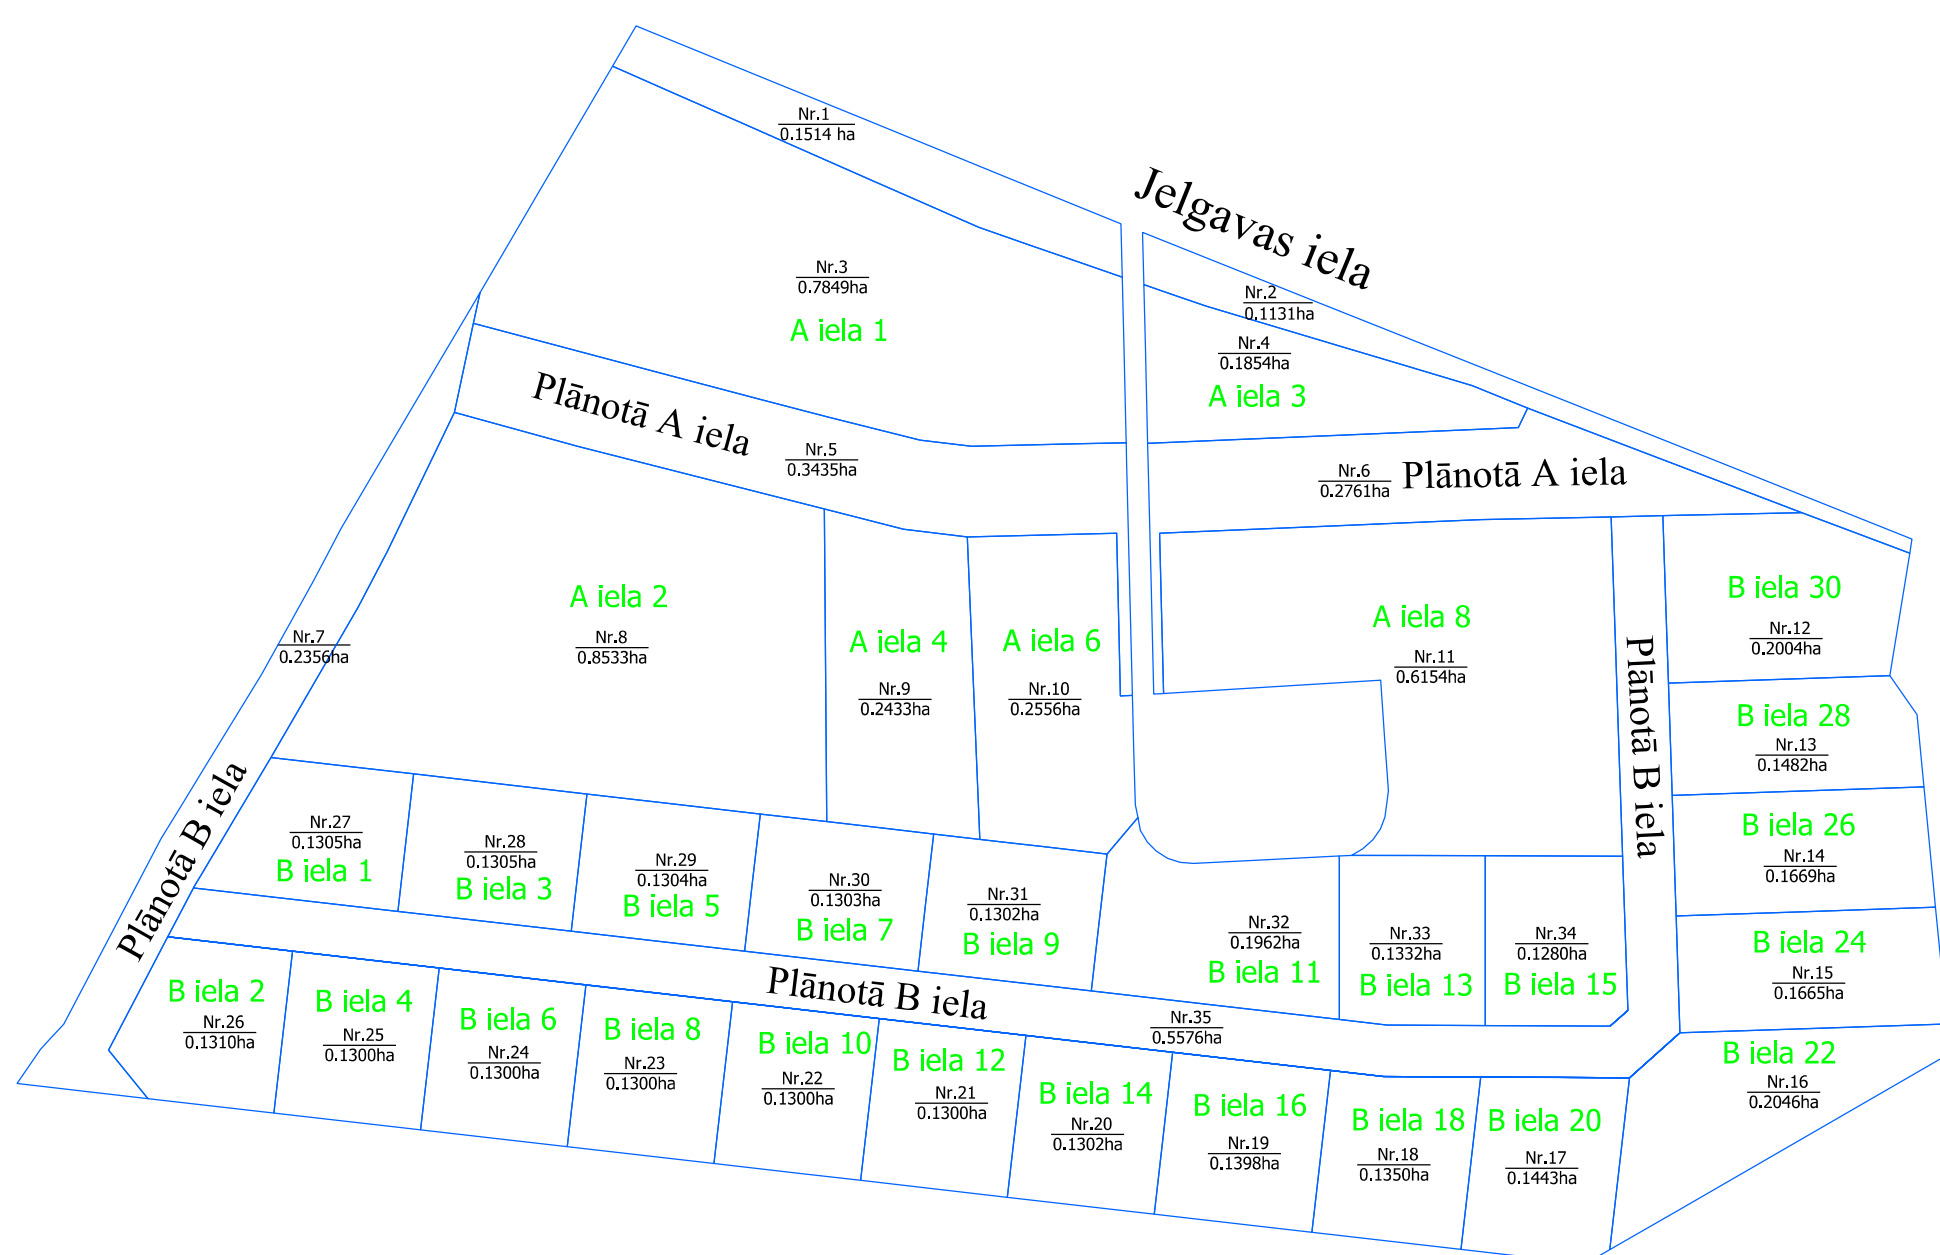 Nr.1
0.1514 ha
Jelgavas iela
Nr.3
0.7849ha
A iela 1
Nr.2
0.1131ha
Nr.4
0.1854ha
A iela 3
Plānotā A iela
Nr.5
0.3435ha
Nr.6
0.2761ha
Plānotā A iela
Nr.7
0.2356ha
A iela 2
Nr.8
0.8533ha
A iela 4
Nr.9
0.2433ha
A iela 6
Nr.10
0.2556ha
A iela 8
Nr.11
0.6154ha
Plānotā B iela
B iela 30
Nr.12
0.2004ha
B iela 28
Nr.13
0.1482ha
B iela 26
Nr.14
0.1669ha
B iela 24
Nr.15
0.1665ha
B iela 22
Nr.16
0.2046ha
Plānotā B iela
Nr.27
0.1305ha
B iela 1
Nr.28
0.1305ha
B iela 3
Nr.29
0.1304ha
B iela 5
Nr.30
0.1303ha
B iela 7
Nr.31
0.1302ha
B iela 9
Nr.32
0.1962ha
B iela 11
Nr.33
0.1332ha
B iela 13
Nr.34
0.1280ha
B iela 15
Plānotā B iela
Nr.35
0.5576ha
B iela 2
Nr.26
0.1310ha
B iela 4
Nr.25
0.1300ha
B iela 6
Nr.24
0.1300ha
B iela 8
Nr.23
0.1300ha
B iela 10
Nr.22
0.1300ha
B iela 12
Nr.21
0.1300ha
B iela 14
Nr.20
0.1302ha
B iela 16
Nr.19
0.1398ha
B iela 18
Nr.18
0.1350ha
B iela 20
Nr.17
0.1443ha